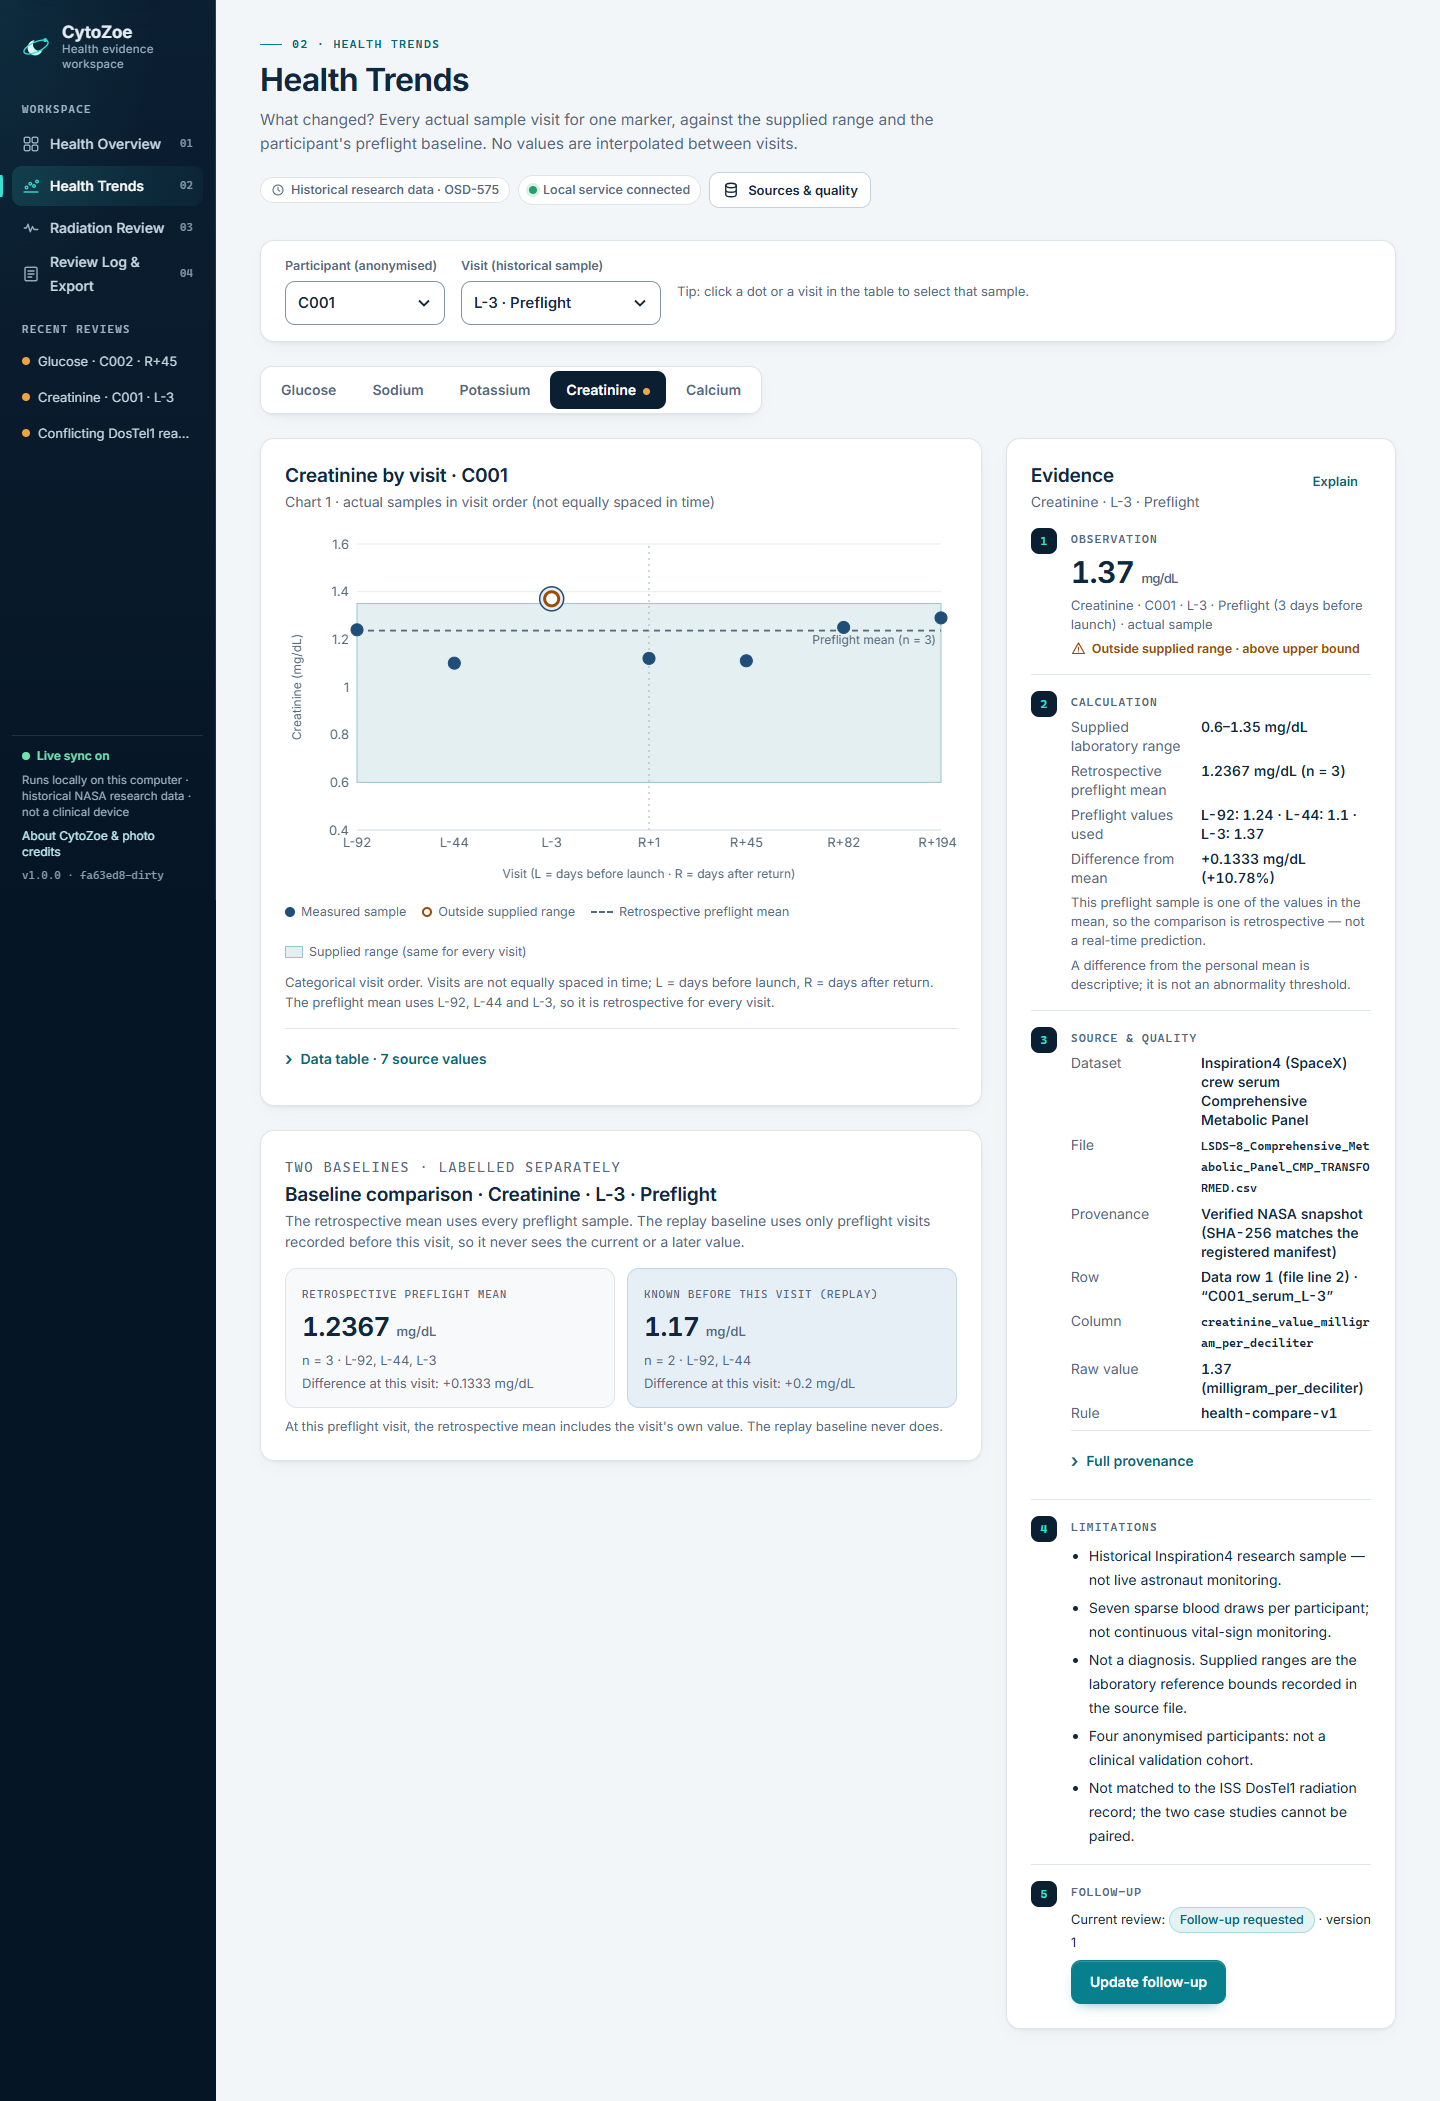 CytoZoe
Health evidence
workspace
WORKSPACE
Health Overview 01
Health Trends 02
Radiation Review 03
Review Log &
Export
04
RECENT REVIEWS
Glucose · C002 · R+45
Creatinine · C001 · L-3
Conflicting DosTel1 rea...
Live sync on
Runs locally on this computer ·
historical NASA research data ·
not a clinical device
About CytoZoe & photo
credits
v1.0.0 · fa63ed8-dirty
02 · HEALTH TRENDS
Health Trends
What changed? Every actual sample visit for one marker, against the supplied range and the
participant's preflight baseline. No values are interpolated between visits.
Historical research data · OSD-575
Local service connected
Sources & quality
Participant (anonymised)
C001
Visit (historical sample)
L-3 · Preflight
Tip: click a dot or a visit in the table to select that sample.
Glucose
Sodium
Potassium
Creatinine
Calcium
Creatinine by visit · C001
Chart 1 · actual samples in visit order (not equally spaced in time)
Creatinine (mg/dL)
1.6
1.4
1.2
1
0.8
0.6
0.4
Preflight mean (n = 3)
L-92 L-44 L-3 R+1 R+45 R+82 R+194
Visit (L = days before launch · R = days after return)
Measured sample
Outside supplied range
Retrospective preflight mean
Supplied range (same for every visit)
Categorical visit order. Visits are not equally spaced in time; L = days before launch, R = days after return.
The preflight mean uses L-92, L-44 and L-3, so it is retrospective for every visit.
Data table · 7 source values
TWO BASELINES · LABELLED SEPARATELY
Baseline comparison · Creatinine · L-3 · Preflight
The retrospective mean uses every preflight sample. The replay baseline uses only preflight visits
recorded before this visit, so it never sees the current or a later value.
RETROSPECTIVE PREFLIGHT MEAN
1.2367 mg/dL
n = 3 · L-92, L-44, L-3
Difference at this visit: +0.1333 mg/dL
KNOWN BEFORE THIS VISIT (REPLAY)
1.17 mg/dL
n = 2 · L-92, L-44
Difference at this visit: +0.2 mg/dL
At this preflight visit, the retrospective mean includes the visit's own value. The replay baseline never does.
Evidence
Explain
Creatinine · L-3 · Preflight
1
OBSERVATION
1.37 mg/dL
Creatinine · C001 · L-3 · Preflight (3 days before
launch) · actual sample
Outside supplied range · above upper bound
2
CALCULATION
Supplied
laboratory range
0.6–1.35 mg/dL
Retrospective
preflight mean
1.2367 mg/dL (n = 3)
Preflight values
used
L-92: 1.24 · L-44: 1.1 ·
L-3: 1.37
Difference from
mean
+0.1333 mg/dL
(+10.78%)
This preflight sample is one of the values in the
mean, so the comparison is retrospective — not
a real-time prediction.
A difference from the personal mean is
descriptive; it is not an abnormality threshold.
3
SOURCE & QUALITY
Dataset
Inspiration4 (SpaceX)
crew serum
Comprehensive
Metabolic Panel
File
LSDS-8_Comprehensive_Met
abolic_Panel_CMP_TRANSFO
RMED.csv
Provenance
Verified NASA snapshot
(SHA-256 matches the
registered manifest)
Row
Data row 1 (file line 2) ·
“C001_serum_L-3”
Column
creatinine_value_milligr
am_per_deciliter
Raw value
1.37
(milligram_per_deciliter)
Rule
health-compare-v1
Full provenance
4
LIMITATIONS
• Historical Inspiration4 research sample —
not live astronaut monitoring.
• Seven sparse blood draws per participant;
not continuous vital-sign monitoring.
• Not a diagnosis. Supplied ranges are the
laboratory reference bounds recorded in
the source file.
• Four anonymised participants: not a
clinical validation cohort.
• Not matched to the ISS DosTel1 radiation
record; the two case studies cannot be
paired.
5
FOLLOW-UP
Current review: Follow-up requested · version
1
Update follow-up